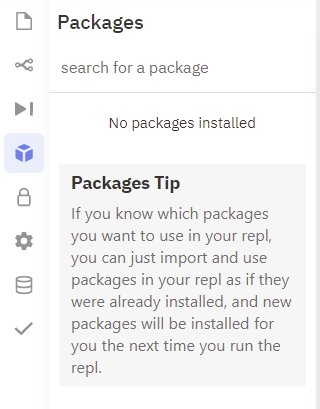 Packages
search for a package
No packages installed
Packages Tip
If you know which packages
you want to use in your repl,
you can just import and use
packages in your repl as if they
were already installed, and new
packages will be installed for
you the next time you run the
repl.